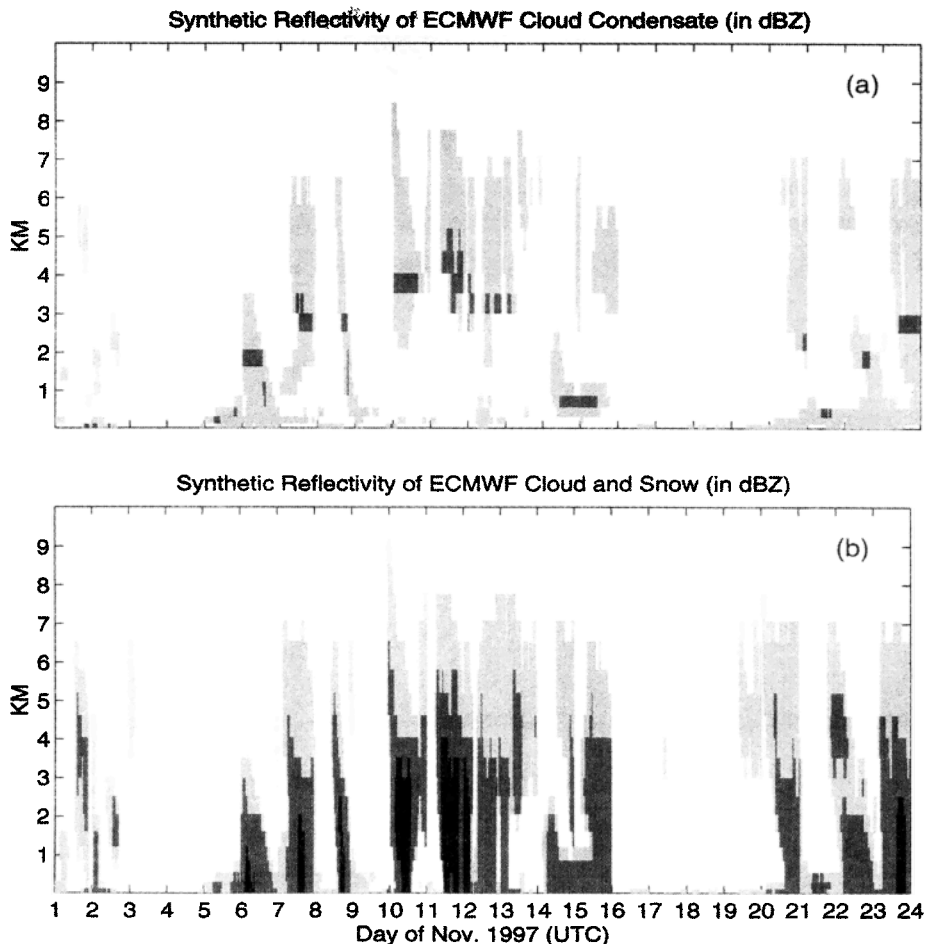 Synthetic Reflectivity of ECMWF Cloud Condensate (in dBZ)
(a)
9
8
7
6
5
4
3
2
1
KM
Synthetic Reflectivity of ECMWF Cloud and Snow (in dBZ)
(b)
9
8
7
6
5
4
3
2
1
KM
1 2 3 4 5 6 7 8 9 10 11 12 13 14 15 16 17 18 19 20 21 22 23 24
Day of Nov. 1997 (UTC)